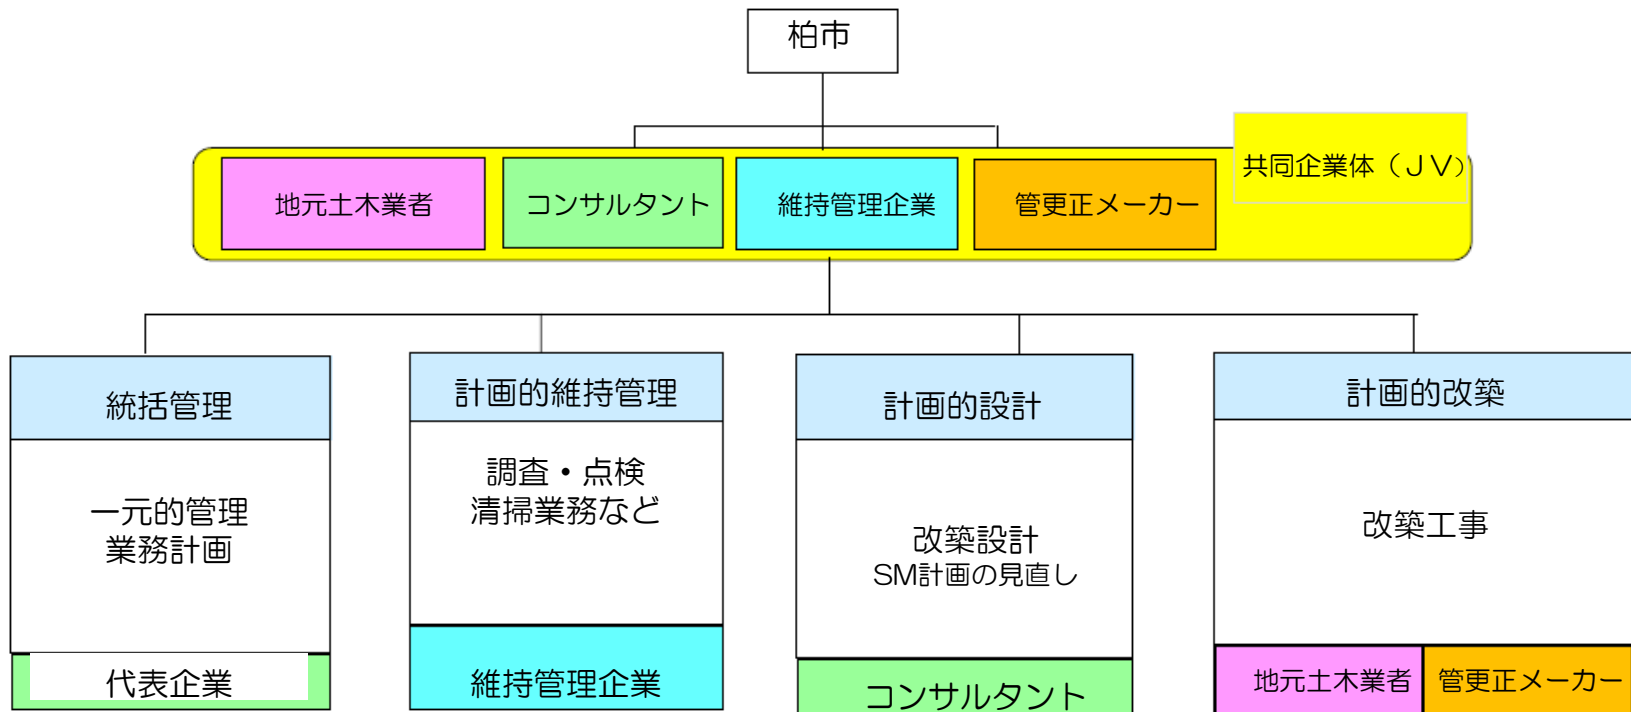 柏市
共同企業体（ＪＶ）
地元土木業者
コンサルタント
維持管理企業
管更正メーカー
統括管理
一元的管理
業務計画
代表企業
計画的維持管理
調査・点検
清掃業務など
維持管理企業
計画的設計
改築設計
SM計画の見直し
コンサルタント
計画的改築
改築工事
地元土木業者
管更正メーカー